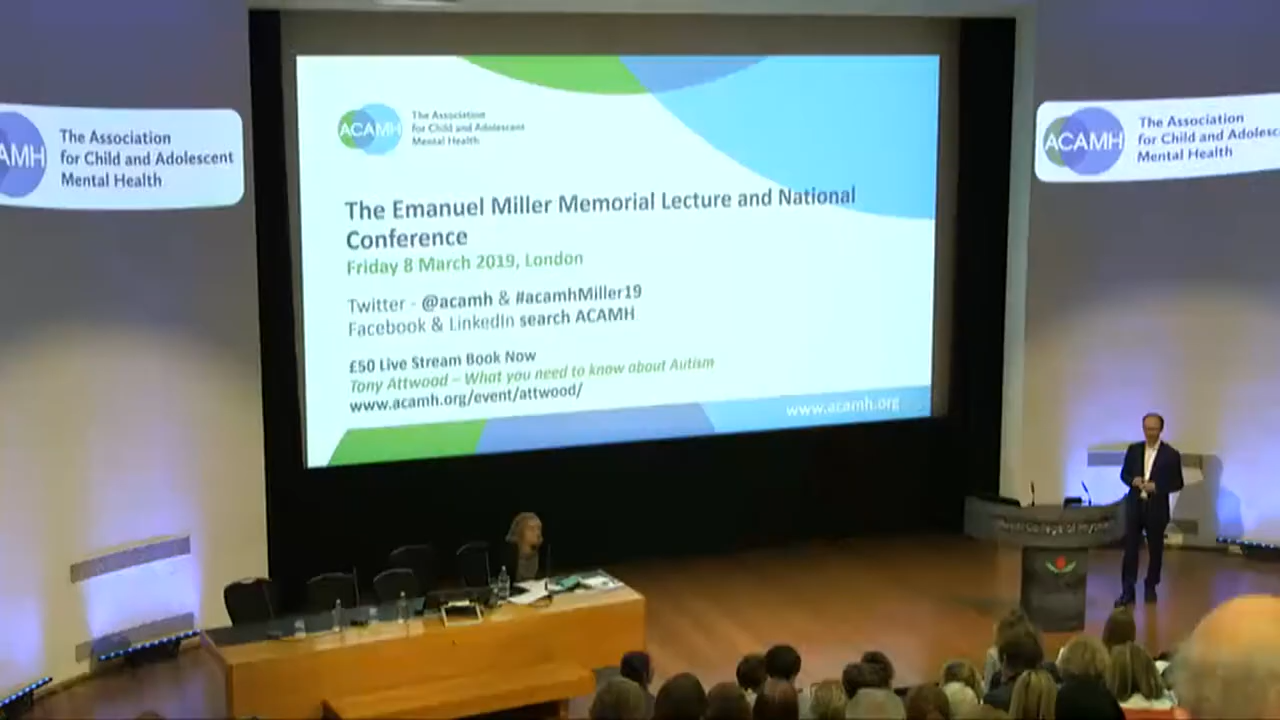 AMH
The Association
for Child and Adolescent
Mental Health
ACAMH
The Association
for Child and Adolescent
Mental Health
The Emanuel Miller Memorial Lecture and National
Conference
Friday 8 March 2019, London
Twitter - @acamh & #acamhMiller19
Facebook & LinkedIn search ACAMH
£50 Live Stream Book Now
Tony Attwood – What you need to know about Autism
www.acamh.org/event/attwood/
www.acamh.org
ACAMH
The Association
for Child and Adolesc
Mental Health
College of